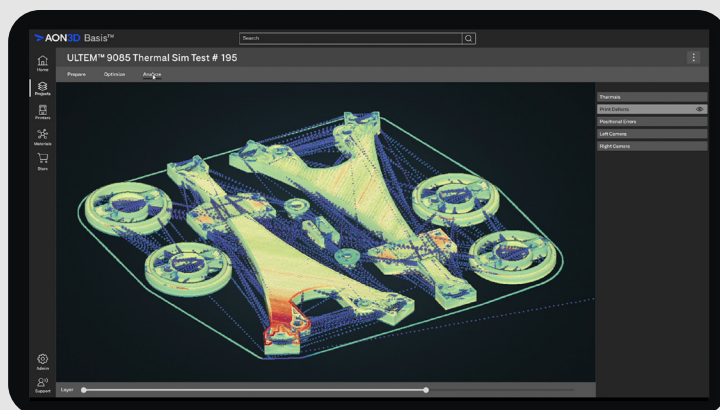 AON3D Basis™
Search
ULTEM™ 9085 Thermal Sim Test # 195
Prepare Optimize Analyze
Home
Projects
Printers
Materials
Store
Admin
Support
Thermals
Print Defects
Positional Errors
Left Camera
Right Camera
Layer